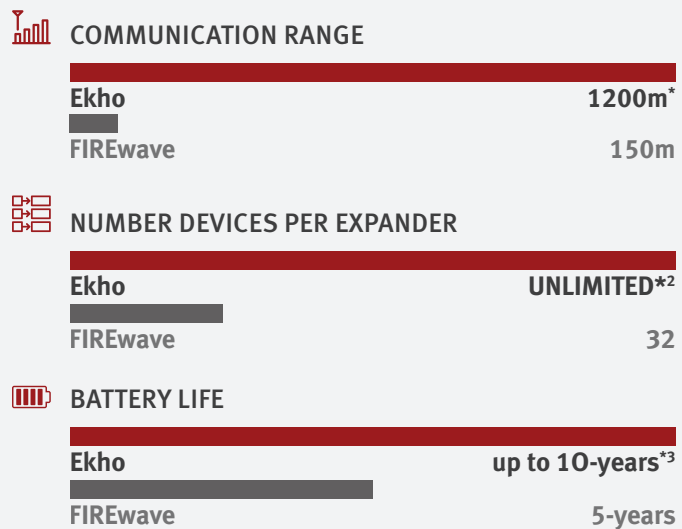 COMMUNICATION RANGE
Ekho 1200m*
FIREwave 150m
NUMBER DEVICES PER EXPANDER
Ekho UNLIMITED*2
FIREwave 32
BATTERY LIFE
Ekho up to 10-years*3
FIREwave 5-years